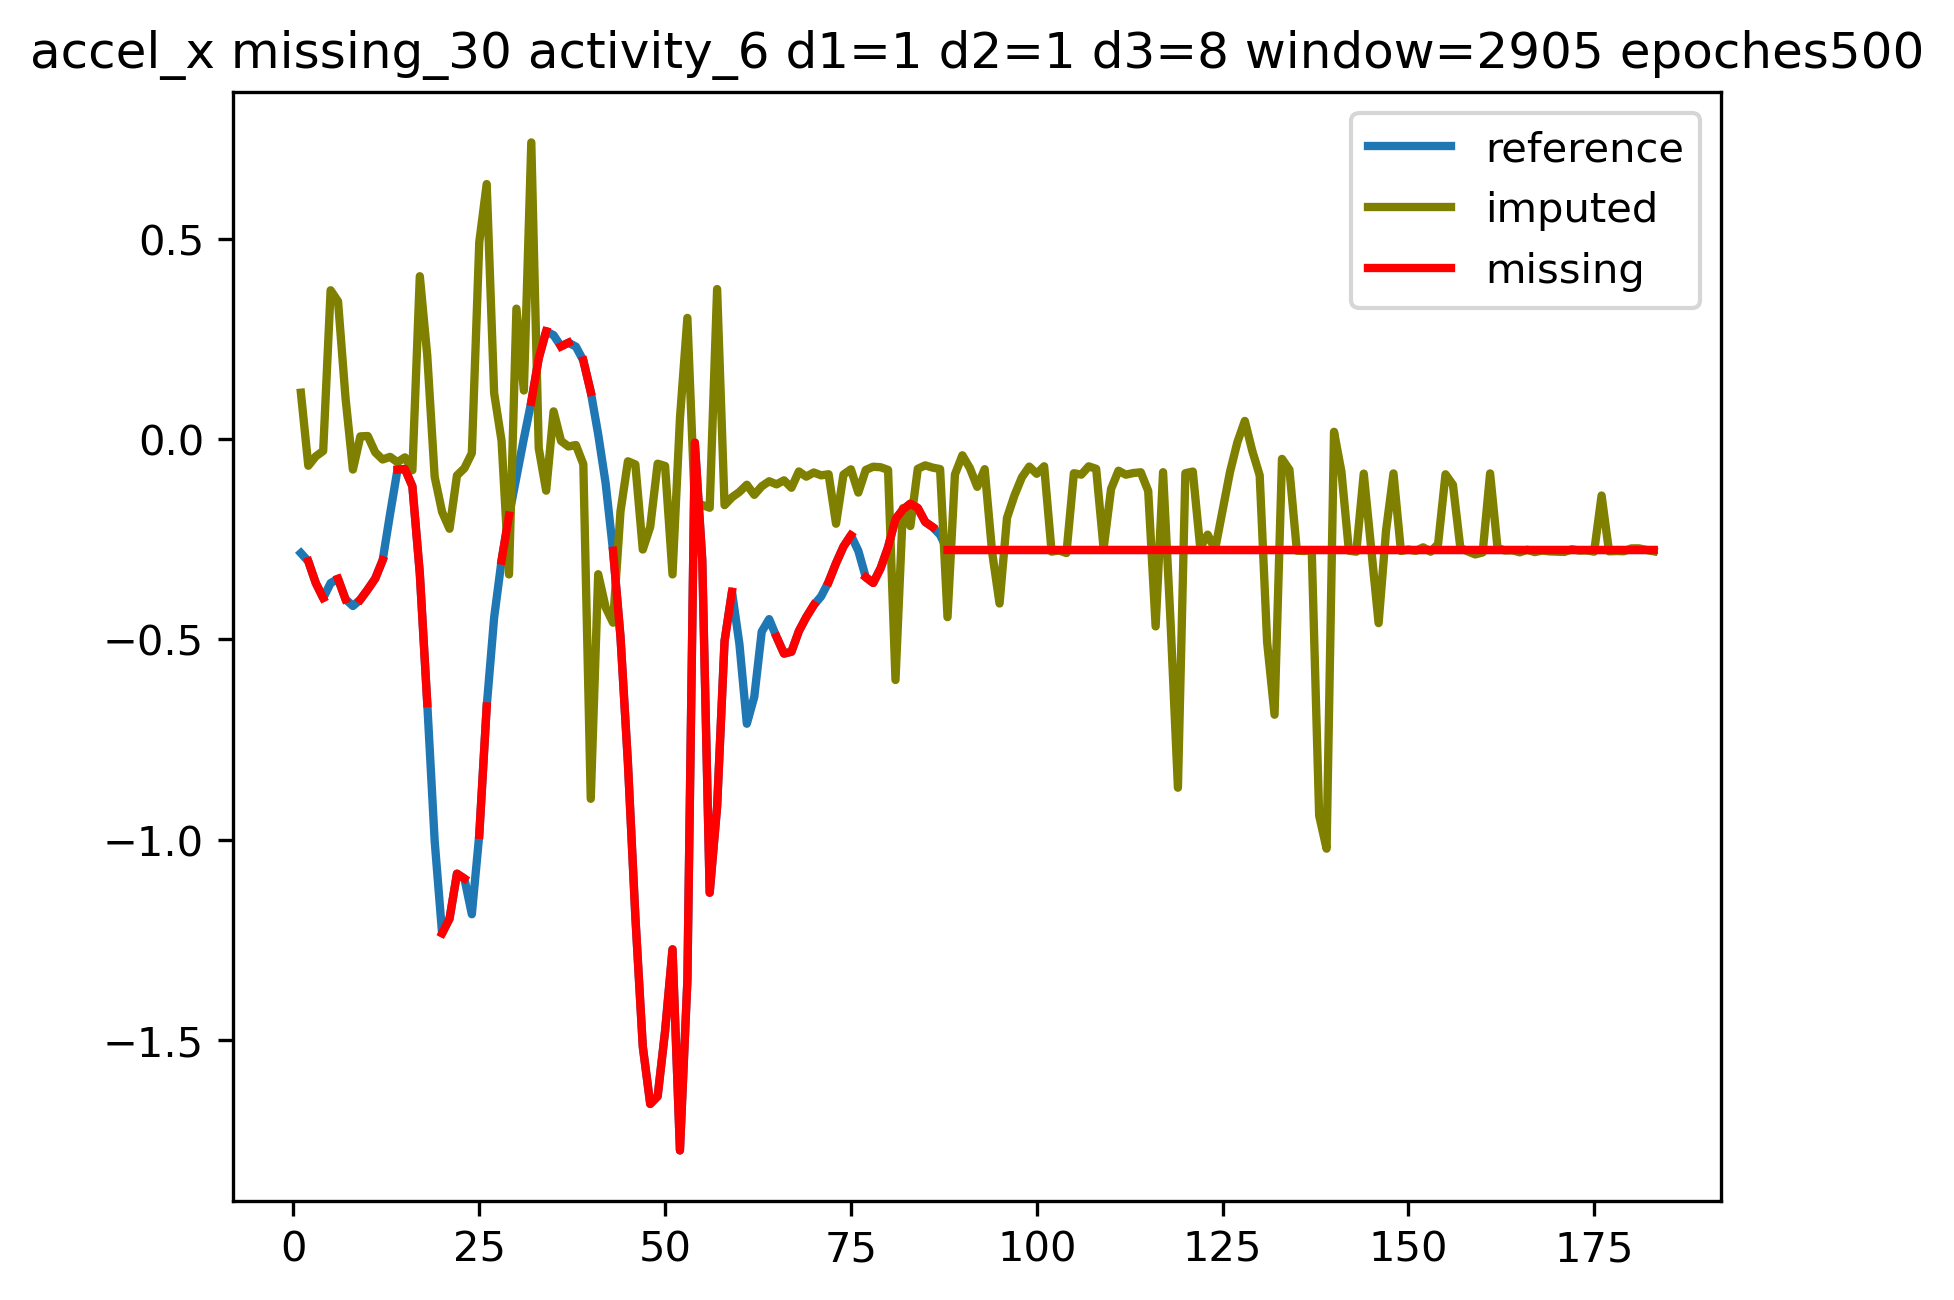 accel_x missing_30 activity_6 d1=1 d2=1 d3=8 window=2905 epoches500
reference
imputed
missing
0.5
0.0
−0.5
−1.0
−1.5
0 25 50 75 100 125 150 175